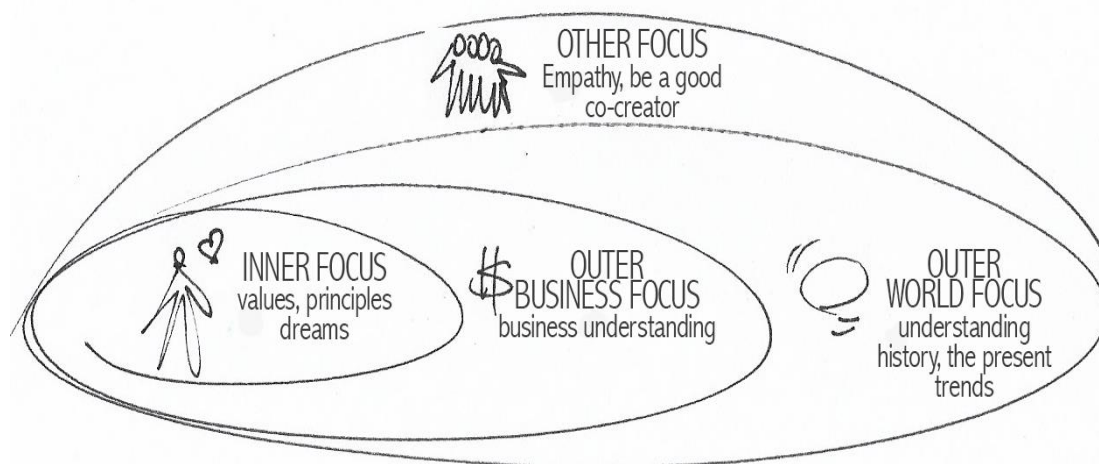 OTHER FOCUS
Empathy, be a good
co-creator
INNER FOCUS
values, principles
dreams
$
OUTER
BUSINESS FOCUS
business understanding
OUTER
WORLD FOCUS
understanding
history, the present
trends